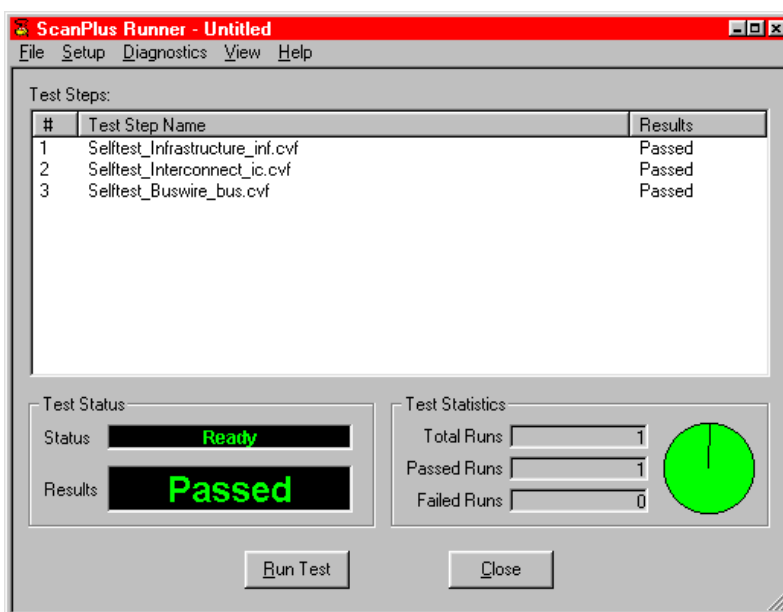 ScanPlus Runner - Untitled
File Setup Diagnostics View Help
Test Steps:
# Test Step Name Results
1 Selftest_Infrastructure_inf.cvf Passed
2 Selftest_Interconnect_ic.cvf Passed
3 Selftest_Buswire_bus.cvf Passed
Test Status
Status Ready
Results Passed
Test Statistics
Total Runs 1
Passed Runs 1
Failed Runs 0
Run Test Close